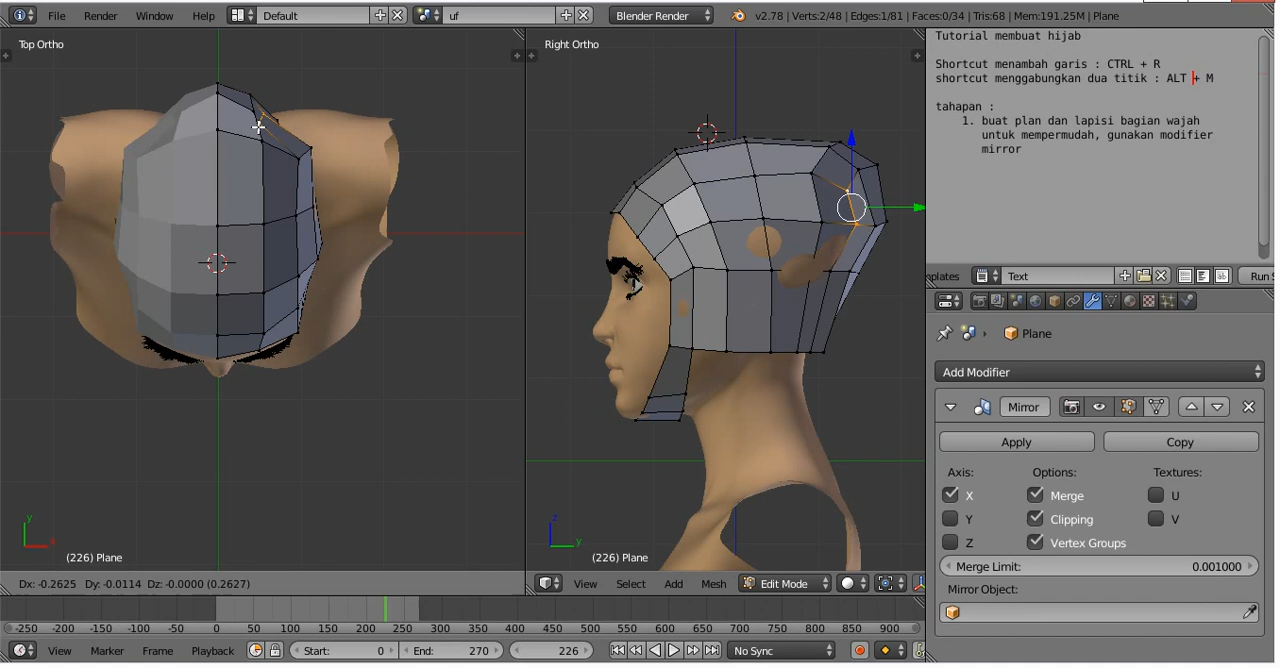 File Render Window Help Default uf Blender Render v2.78 | Verts:2/48 | Edges:1/81 | Faces:0/34 | Tris:68 | Mem:191.25M | Plane
Top Ortho
Right Ortho
Tutorial membuat hijab
Shortcut menambah garis : CTRL + R
shortcut menggabungkan dua titik : ALT + M
tahapan :
1. buat plan dan lapisi bagian wajah
untuk mempermudah, gunakan modifier
mirror
y
z
y
(226) Plane
(226) Plane
mplates Text Run S
Plane
Add Modifier
Mirror
Apply Copy
Axis: Options: Textures:
X Merge U
Y Clipping V
Z Vertex Groups
Merge Limit: 0.001000
Mirror Object:
Dx: -0.2625 Dy: -0.0114 Dz: -0.0000 (0.2627)
View Select Add Mesh Edit Mode
-250 -200 -150 -100 -50 0 50 100 150 200 250 300 350 400 450 500 550 600 650 700 750 800 850 900
View Marker Frame Playback Start: 0 End: 270 226 No Sync